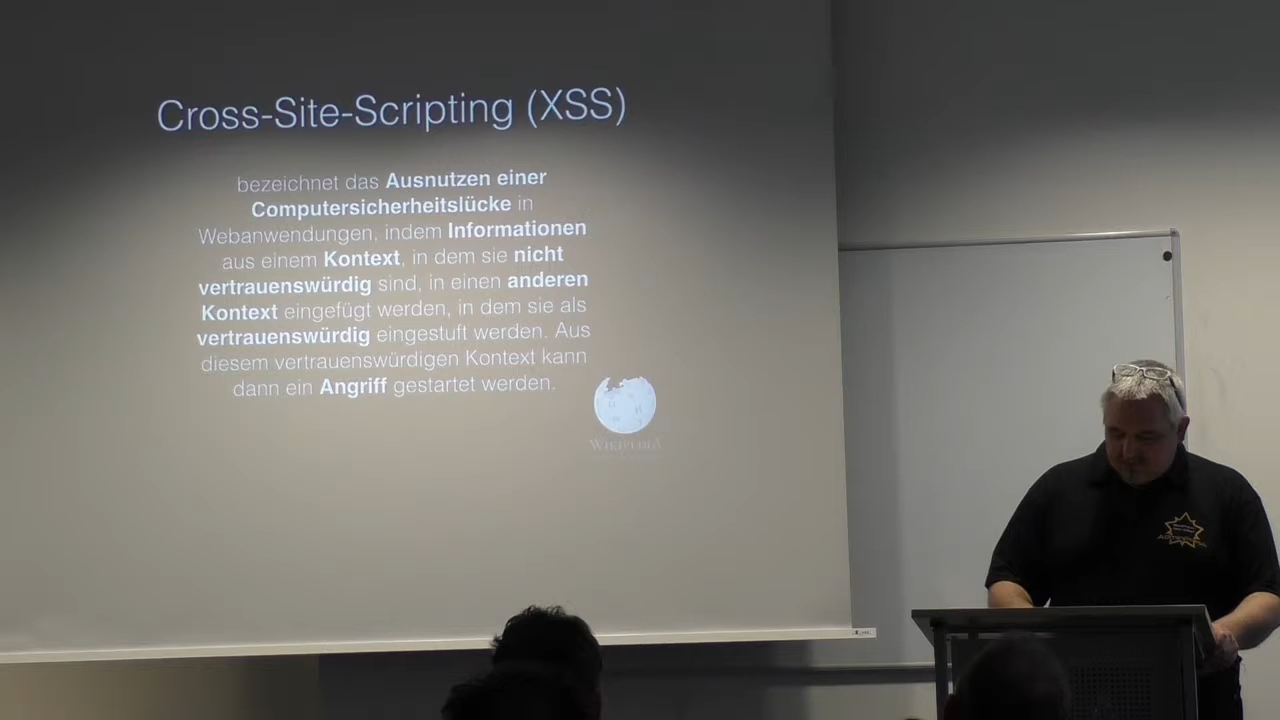 Cross-Site-Scripting (XSS)
bezeichnet das Ausnutzen einer
Computersicherheitslücke in
Webanwendungen, indem Informationen
aus einem Kontext, in dem sie nicht
vertrauenswürdig sind, in einen anderen
Kontext eingefügt werden, in dem sie als
vertrauenswürdig eingestuft werden. Aus
diesem vertrauenswürdigen Kontext kann
dann ein Angriff gestartet werden.
WIKIPEDIA